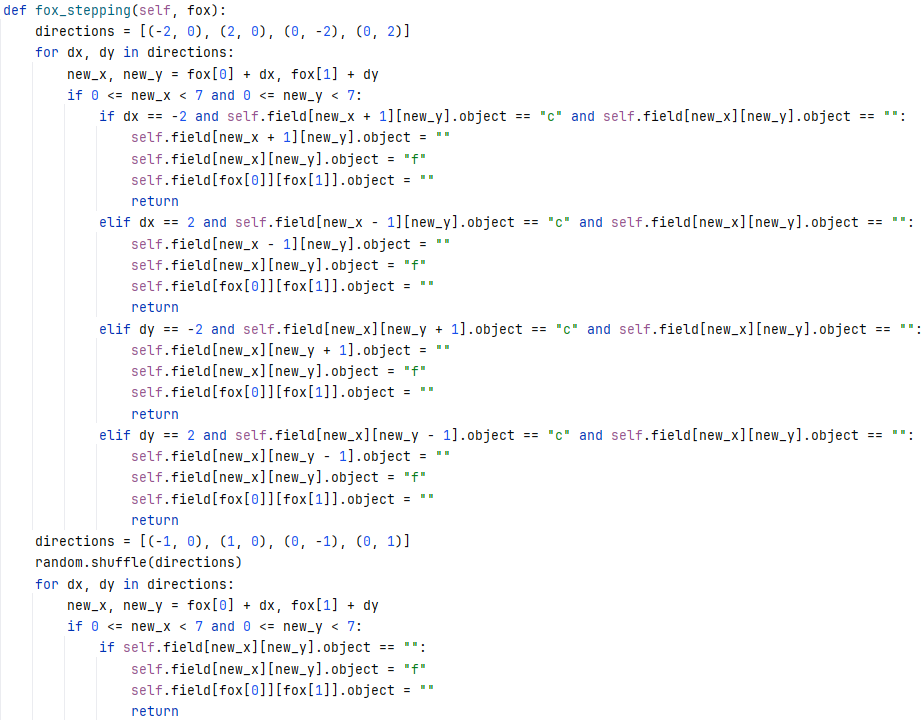 def fox_stepping(self, fox):
    directions = [(-2, 0), (2, 0), (0, -2), (0, 2)]
    for dx, dy in directions:
        new_x, new_y = fox[0] + dx, fox[1] + dy
        if 0 <= new_x < 7 and 0 <= new_y < 7:
            if dx == -2 and self.field[new_x + 1][new_y].object == "c" and self.field[new_x][new_y].object == "":
                self.field[new_x + 1][new_y].object = ""
                self.field[new_x][new_y].object = "f"
                self.field[fox[0]][fox[1]].object = ""
                return
            elif dx == 2 and self.field[new_x - 1][new_y].object == "c" and self.field[new_x][new_y].object == "":
                self.field[new_x - 1][new_y].object = ""
                self.field[new_x][new_y].object = "f"
                self.field[fox[0]][fox[1]].object = ""
                return
            elif dy == -2 and self.field[new_x][new_y + 1].object == "c" and self.field[new_x][new_y].object == "":
                self.field[new_x][new_y + 1].object = ""
                self.field[new_x][new_y].object = "f"
                self.field[fox[0]][fox[1]].object = ""
                return
            elif dy == 2 and self.field[new_x][new_y - 1].object == "c" and self.field[new_x][new_y].object == "":
                self.field[new_x][new_y - 1].object = ""
                self.field[new_x][new_y].object = "f"
                self.field[fox[0]][fox[1]].object = ""
                return
    directions = [(-1, 0), (1, 0), (0, -1), (0, 1)]
    random.shuffle(directions)
    for dx, dy in directions:
        new_x, new_y = fox[0] + dx, fox[1] + dy
        if 0 <= new_x < 7 and 0 <= new_y < 7:
            if self.field[new_x][new_y].object == "":
                self.field[new_x][new_y].object = "f"
                self.field[fox[0]][fox[1]].object = ""
                return